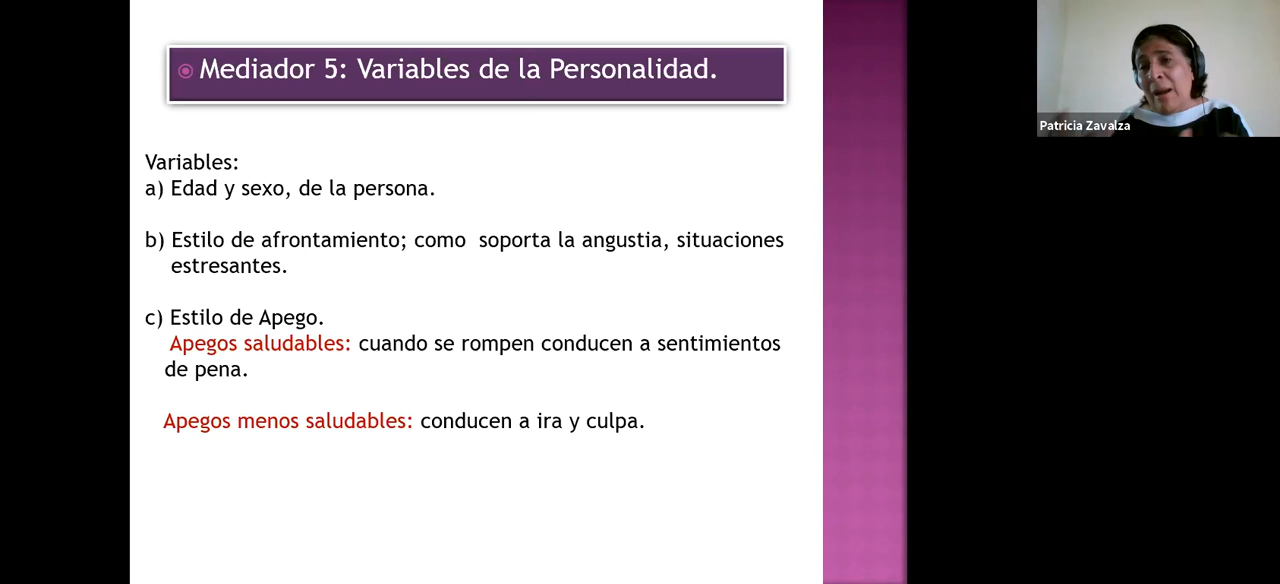 Mediador 5: Variables de la Personalidad.
Variables:
a) Edad y sexo, de la persona.
b) Estilo de afrontamiento; como soporta la angustia, situaciones
estresantes.
c) Estilo de Apego.
Apegos saludables: cuando se rompen conducen a sentimientos
de pena.
Apegos menos saludables: conducen a ira y culpa.
Patricia Zavalza